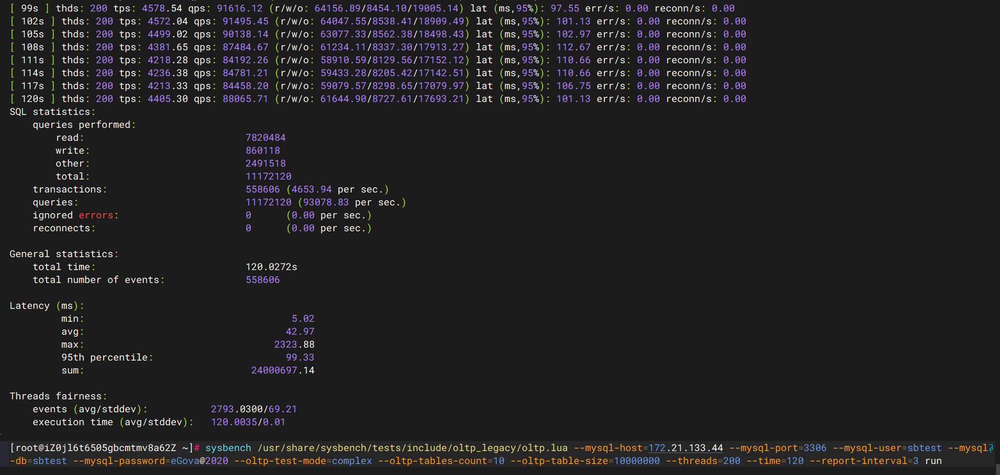 [ 99s ] thds: 200 tps: 4578.54 qps: 91616.12 (r/w/o: 64156.89/8454.10/19005.14) lat (ms,95%): 97.55 err/s: 0.00 reconn/s: 0.00
[ 102s ] thds: 200 tps: 4572.04 qps: 91495.45 (r/w/o: 64047.55/8538.41/18909.49) lat (ms,95%): 101.13 err/s: 0.00 reconn/s: 0.00
[ 105s ] thds: 200 tps: 4499.02 qps: 90138.14 (r/w/o: 63077.33/8562.38/18498.43) lat (ms,95%): 102.97 err/s: 0.00 reconn/s: 0.00
[ 108s ] thds: 200 tps: 4381.65 qps: 87484.67 (r/w/o: 61234.11/8337.30/17913.27) lat (ms,95%): 112.67 err/s: 0.00 reconn/s: 0.00
[ 111s ] thds: 200 tps: 4218.28 qps: 84192.26 (r/w/o: 58910.59/8129.56/17152.12) lat (ms,95%): 110.66 err/s: 0.00 reconn/s: 0.00
[ 114s ] thds: 200 tps: 4236.38 qps: 84781.21 (r/w/o: 59433.28/8205.42/17142.51) lat (ms,95%): 110.66 err/s: 0.00 reconn/s: 0.00
[ 117s ] thds: 200 tps: 4213.33 qps: 84458.20 (r/w/o: 59079.57/8298.65/17079.97) lat (ms,95%): 106.75 err/s: 0.00 reconn/s: 0.00
[ 120s ] thds: 200 tps: 4405.30 qps: 88065.71 (r/w/o: 61644.90/8727.61/17693.21) lat (ms,95%): 101.13 err/s: 0.00 reconn/s: 0.00
SQL statistics:
queries performed:
read: 7820484
write: 860118
other: 2491518
total: 11172120
transactions: 558606 (4653.94 per sec.)
queries: 11172120 (93078.83 per sec.)
ignored errors: 0 (0.00 per sec.)
reconnects: 0 (0.00 per sec.)
General statistics:
total time: 120.0272s
total number of events: 558606
Latency (ms):
min: 5.02
avg: 42.97
max: 2323.88
95th percentile: 99.33
sum: 24000697.14
Threads fairness:
events (avg/stddev): 2793.0300/69.21
execution time (avg/stddev): 120.0035/0.01
[root@iZ0jl6t6505gbcmtmv8a62Z ~]# sysbench /usr/share/sysbench/tests/include/oltp_legacy/oltp.lua --mysql-host=172.21.133.44 --mysql-port=3306 --mysql-user=sbtest --mysql
-db=sbtest --mysql-password=eGova@2020 --oltp-test-mode=complex --oltp-tables-count=10 --oltp-table-size=10000000 --threads=200 --time=120 --report-interval=3 run